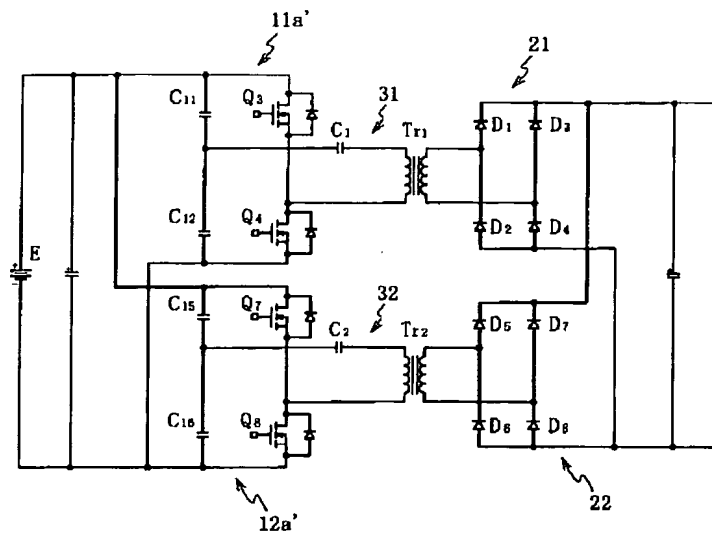 11a'
21
C11
Q3
31
D1
D3
C1
Tr1
C12
Q4
D2
D4
E
+
C15
Q7
32
D5
D7
C2
Tr2
C16
Q8
D6
D8
12a'
22